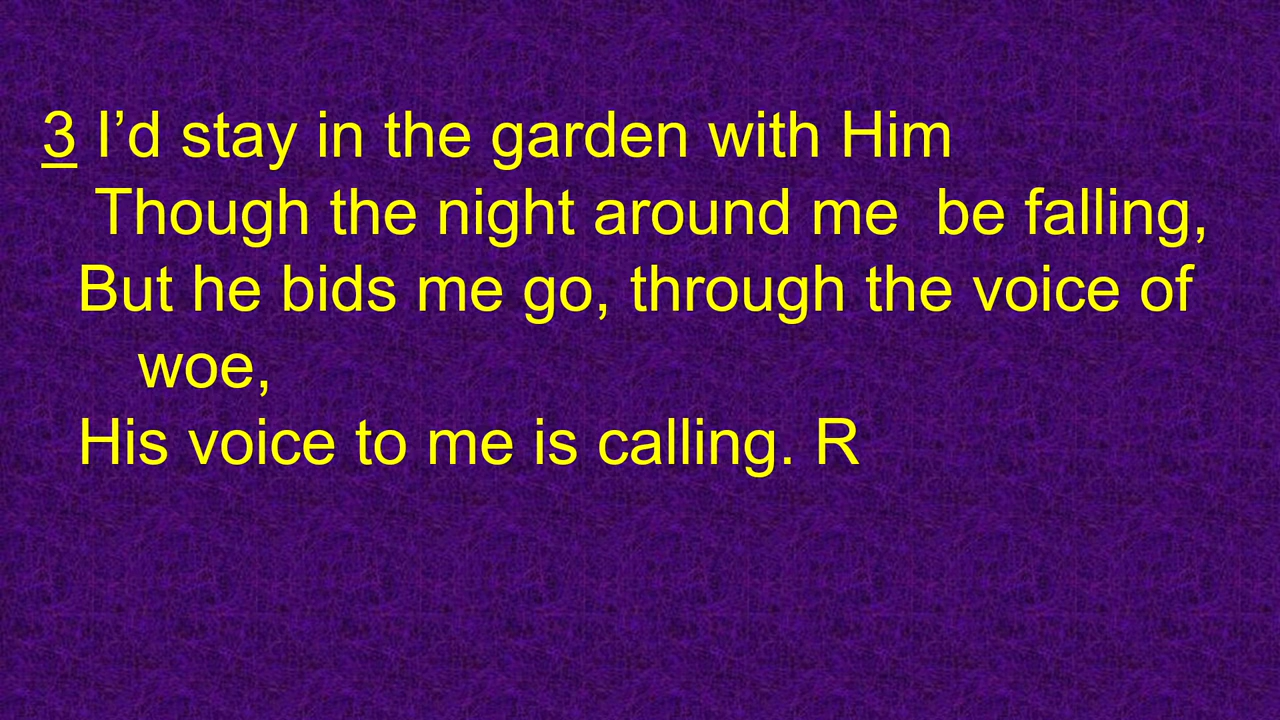 3 I’d stay in the garden with Him
Though the night around me  be falling,
But he bids me go, through the voice of
woe,
His voice to me is calling. R